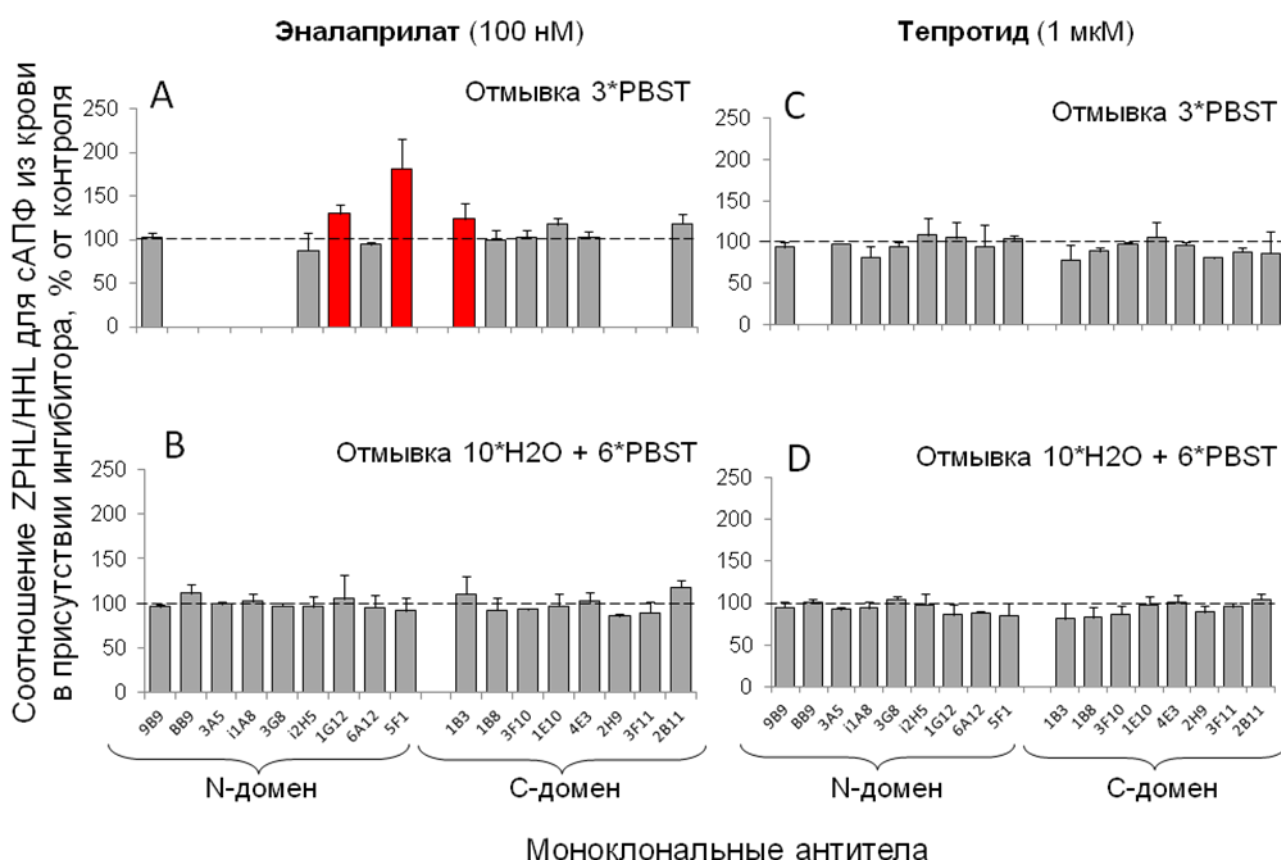 Эналаприлат (100 нМ)
Тепротид (1 мкМ)
Соотношение ZPHL/HHL для сАПФ из крови
в присутствии ингибитора, % от контроля
A
Отмывка 3*PBST
250
200
150
100
50
0
C
Отмывка 3*PBST
250
200
150
100
50
0
B
Отмывка 10*H2O + 6*PBST
250
200
150
100
50
0
9B9
BB9
3A5
i1A8
3G8
i2H5
1G12
6A12
5F1
1B3
1B8
3F10
1E10
4E3
2H9
3F11
2B11
N-домен
С-домен
D
Отмывка 10*H2O + 6*PBST
250
200
150
100
50
0
9B9
BB9
3A5
i1A8
3G8
i2H5
1G12
6A12
5F1
1B3
1B8
3F10
1E10
4E3
2H9
3F11
2B11
N-домен
С-домен
Моноклональные антитела